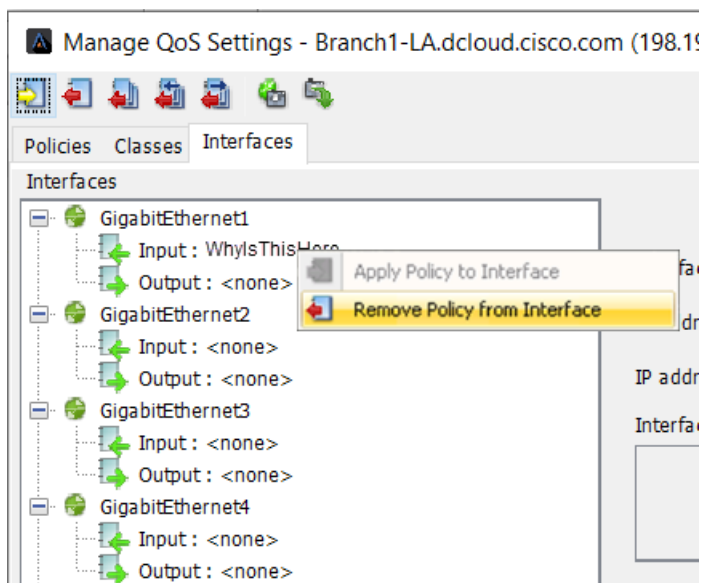 Manage QoS Settings - Branch1-LA.dcloud.cisco.com (198.19
Policies Classes Interfaces
Interfaces
GigabitEthernet1
Input : WhyIsThisHere
Output : <none>
Apply Policy to Interface
Remove Policy from Interface
GigabitEthernet2
Input : <none>
Output : <none>
IP addr
GigabitEthernet3
Interfa
Input : <none>
Output : <none>
GigabitEthernet4
Input : <none>
Output : <none>